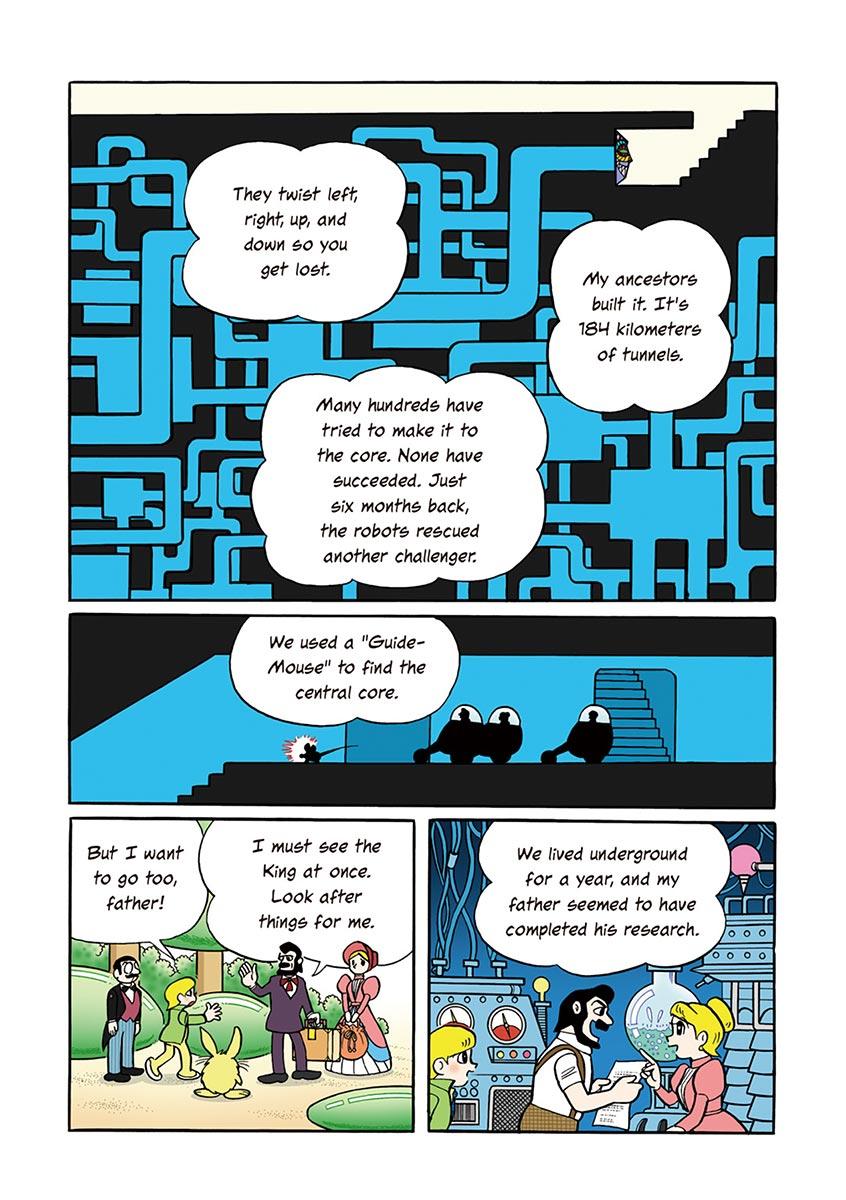 My ancestors
built it. It's
184 kilometers
of tunnels.
They twist left,
right, up, and
down so you
get lost.
Many hundreds have
tried to make it to
the core. None have
succeeded. Just
six months back,
the robots rescued
another challenger.
We used a "Guide-
Mouse" to find the
central core.
We lived underground
for a year, and my
father seemed to have
completed his research.
I must see the
King at once.
Look after
things for me.
But I want
to go too,
father!